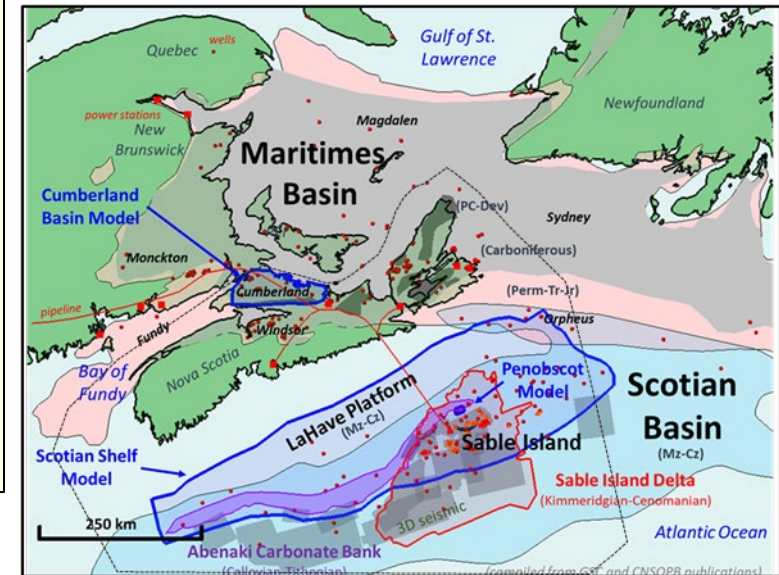 Gulf of St.
Lawrence
Quebec
wells
Newfoundland
power stations
New
Brunswick
Magdalen
Maritimes
Basin
Cumberland
Basin Model
(PC-Dev)
Sydney
(Carboniferous)
Monckton
Cumberland
(Perm-Tr-Jr)
pipeline
Fundy
Windsor
Orpheus
Bay of
Fundy
Nova Scotia
Penobscot
Model
LaHave Platform
(Mz-Cz)
Scotian
Basin
(Mz-Cz)
Scotian Shelf
Model
Sable Island
Sable Island Delta
(Kimmeridgian-Cenomanian)
250 km
3D seismic
Atlantic Ocean
Abenaki Carbonate Bank
(Callovian-Tithonian)
(compiled from GSC and CNSOPB publications)